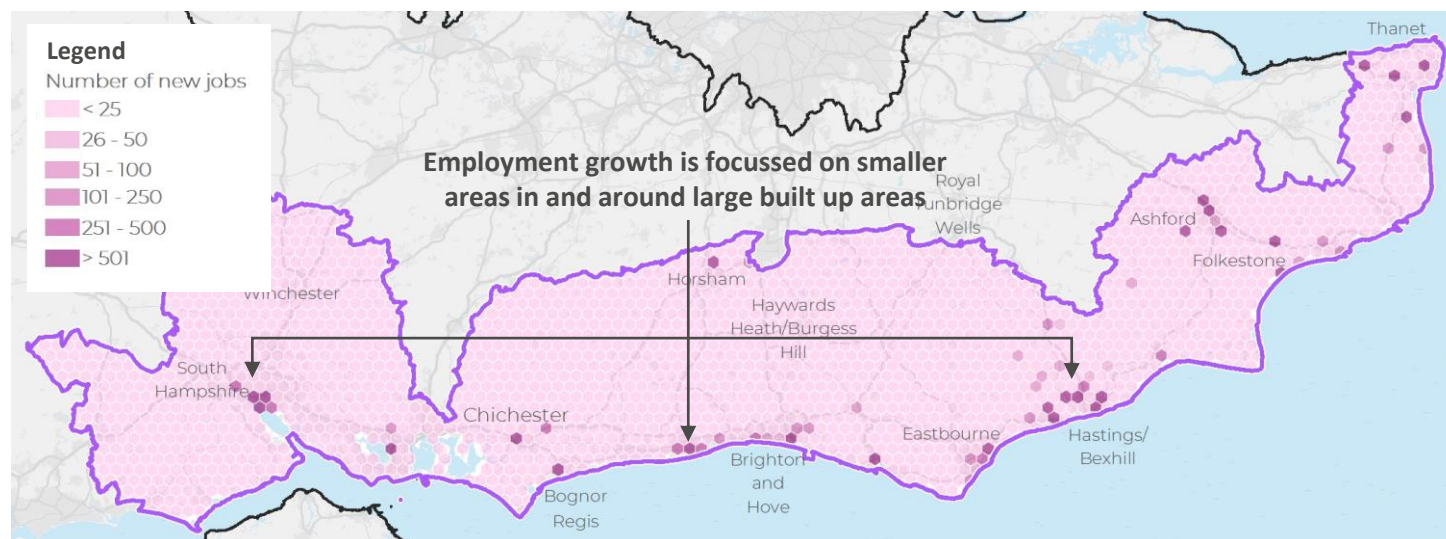 Legend
Number of new jobs
< 25
26 - 50
51 - 100
101 - 250
251 - 500
> 501
Employment growth is focussed on smaller
areas in and around large built up areas
Thanet
Royal
Tunbridge
Wells
Ashford
Folkestone
Winchester
Horsham
Haywards
Heath/Burgess
Hill
South
Hampshire
Chichester
Bognor
Regis
Brighton
and
Hove
Eastbourne
Hastings/
Bexhill